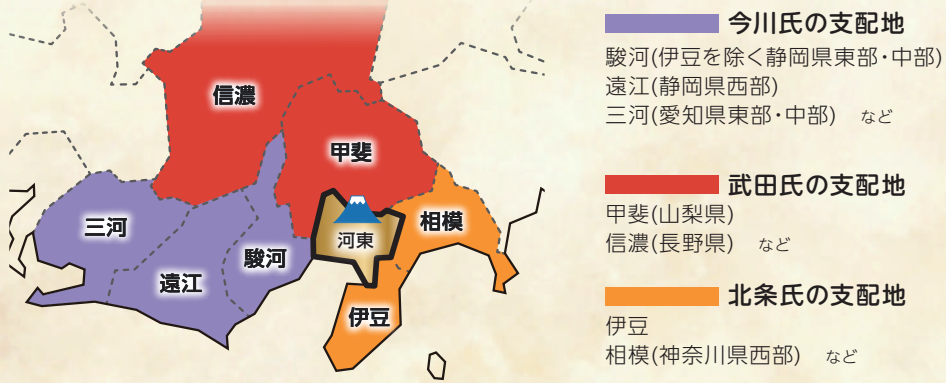 信濃
甲斐
三河
相模
河東
駿河
遠江
伊豆
今川氏の支配地
駿河(伊豆を除く静岡県東部・中部)
遠江(静岡県西部)
三河(愛知県東部・中部) など
武田氏の支配地
甲斐(山梨県)
信濃(長野県) など
北条氏の支配地
伊豆
相模(神奈川県西部) など